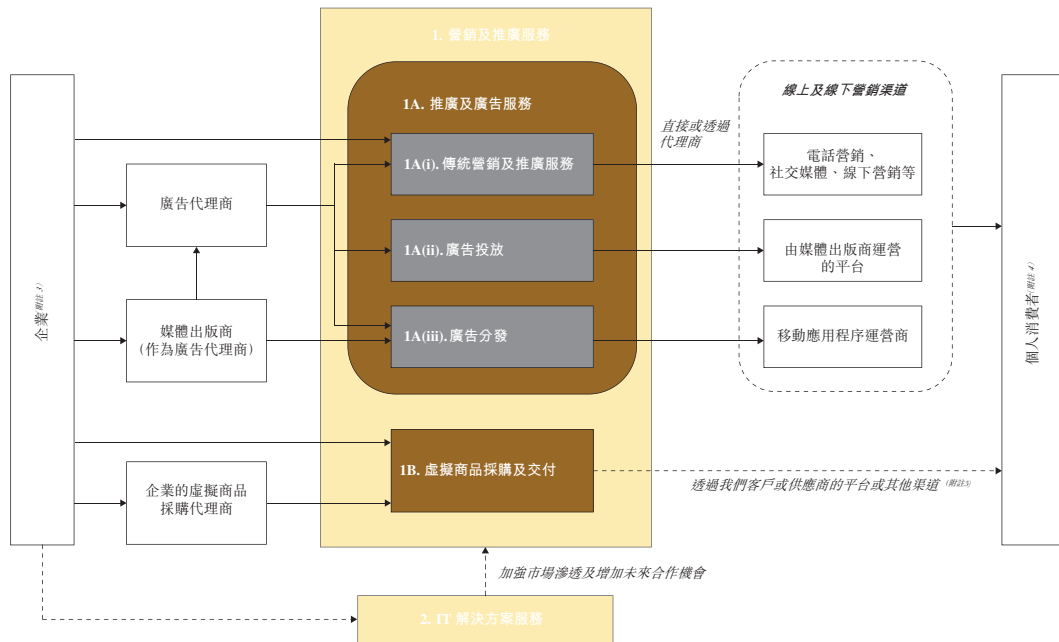 1. 營銷及推廣服務
1A. 推廣及廣告服務
線上及線下營銷渠道
直接或透過
代理商
1A(i). 傳統營銷及推廣服務
電話營銷、
社交媒體、線下營銷等
廣告代理商
1A(ii). 廣告投放
由媒體出版商運營
的平台
企業(附註3)
媒體出版商
(作為廣告代理商)
1A(iii). 廣告分發
移動應用程序運營商
個人消費者(附註4)
1B. 虛擬商品採購及交付
企業的虛擬商品
採購代理商
透過我們客戶或供應商的平台或其他渠道(附註5)
加強市場滲透及增加未來合作機會
2. IT 解決方案服務